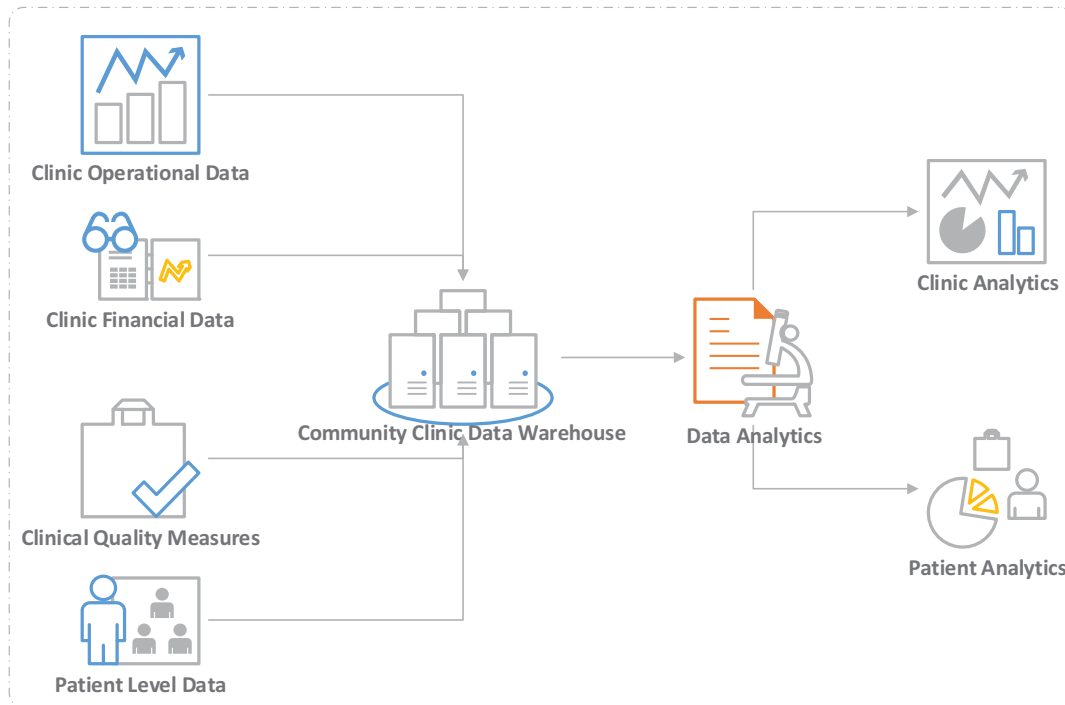 Clinic Operational Data
Clinic Financial Data
Clinical Quality Measures
Patient Level Data
Community Clinic Data Warehouse
Data Analytics
Clinic Analytics
Patient Analytics